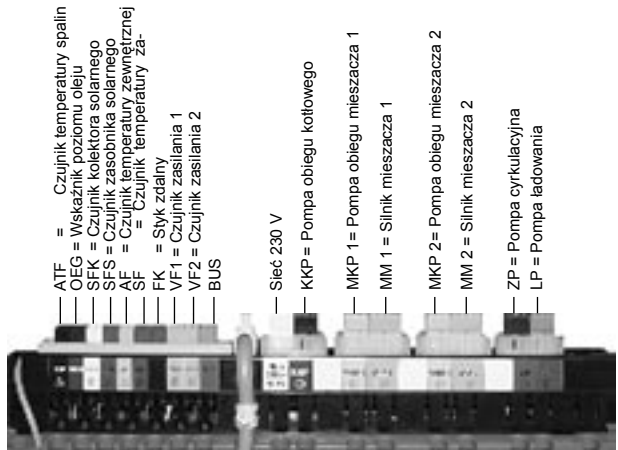 ATF = Czujnik temperatury spalin
OEG = Wskaźnik poziomu oleju
SFK = Czujnik kolektora solarnego
SFS = Czujnik zasobnika solarnego
AF = Czujnik temperatury zewnętrznej
SF = Czujnik temperatury za-
FK = Styk zdalny
VF1 = Czujnik zasilania 1
VF2 = Czujnik zasilania 2
BUS
Sieć 230 V
KKP = Pompa obiegu kotłowego
MKP 1= Pompa obiegu mieszacza 1
MM 1 = Silnik mieszacza 1
MKP 2= Pompa obiegu mieszacza 2
MM 2 = Silnik mieszacza 2
ZP = Pompa cyrkulacyjna
LP = Pompa ładowania